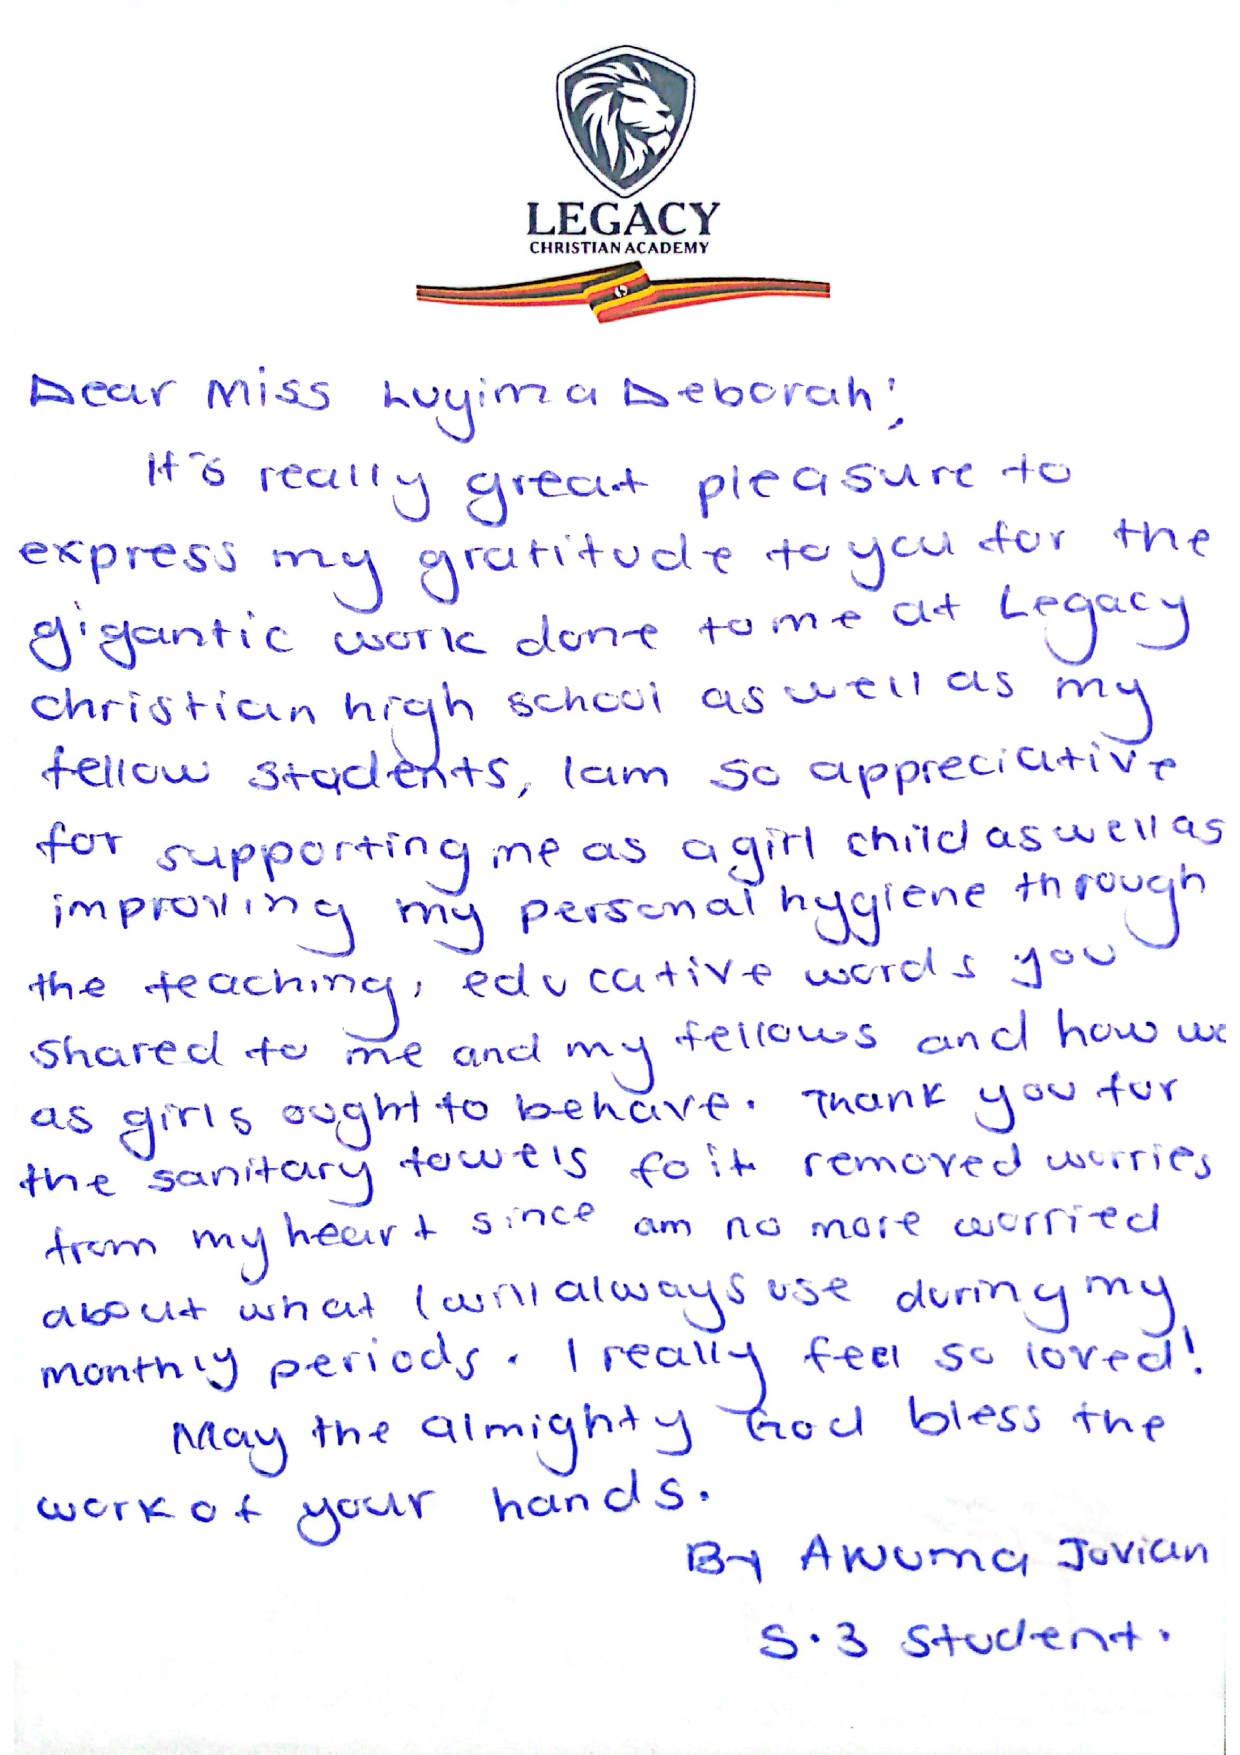 LEGACY
CHRISTIAN ACADEMY
Dear Miss Luyima Deborah;
It's really great pleasure to
express my gratitude to you for the
gigantic work done to me at Legacy
christian high school as well as my
fellow students, Iam so appreciative
for supporting me as a girl child as well as
improving my personal hygiene through
the teaching, educative words you
shared to me and my fellows and how we
as girls ought to behave. Thank you for
the sanitary towels fo it removed worries
from my heart since am no more worried
about what I will always use during my
monthly periods. I really feel so loved!
May the almighty God bless the
work of your hands.
By Awuma Jovian
S.3 student.